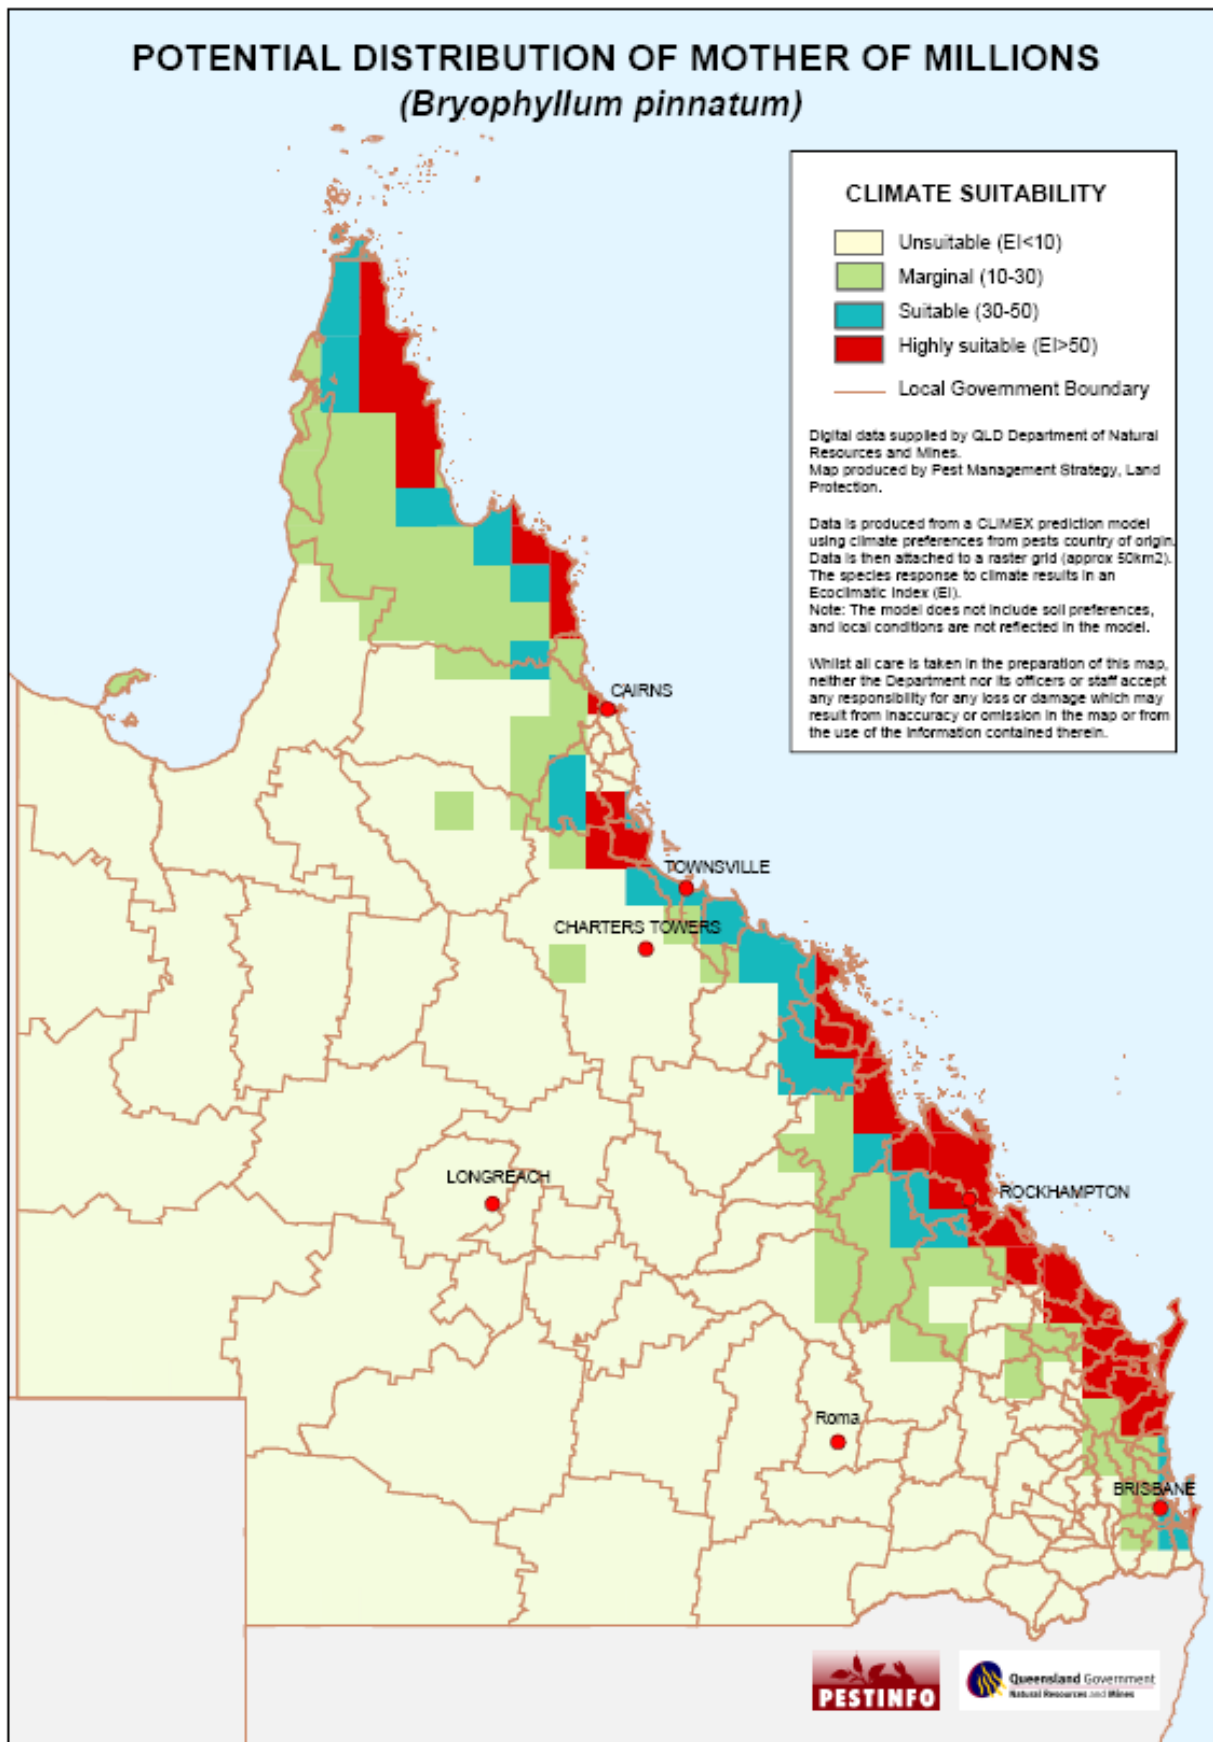 POTENTIAL DISTRIBUTION OF MOTHER OF MILLIONS
(Bryophyllum pinnatum)
CLIMATE SUITABILITY
Unsuitable (EI<10)
Marginal (10-30)
Suitable (30-50)
Highly suitable (EI>50)
Local Government Boundary
Digital data supplied by QLD Department of Natural
Resources and Mines.
Map produced by Pest Management Strategy, Land
Protection.
Data is produced from a CLIMEX prediction model
using climate preferences from pests country of origin.
Data is then attached to a raster grid (approx 50km2).
The species response to climate results in an
Ecoclimatic Index (EI).
Note: The model does not include soil preferences,
and local conditions are not reflected in the model.
Whilst all care is taken in the preparation of this map,
neither the Department nor its officers or staff accept
any responsibility for any loss or damage which may
result from inaccuracy or omission in the map or from
the use of the information contained therein.
CAIRNS
TOWNSVILLE
CHARTERS TOWERS
LONGREACH
ROCKHAMPTON
Roma
BRISBANE
PESTINFO
Queensland Government
Natural Resources and Mines